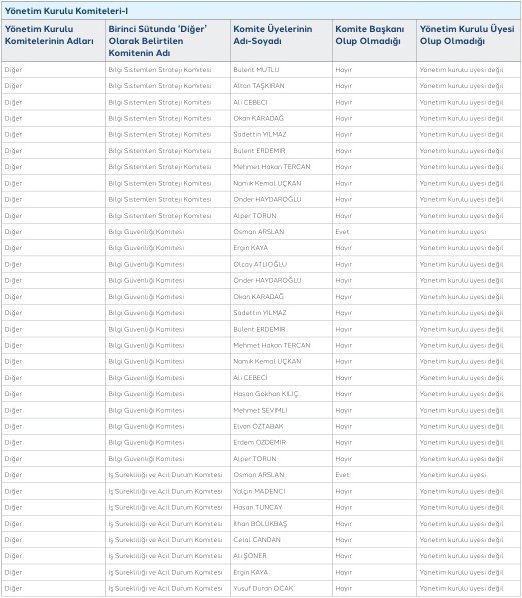 Yönetim Kurulu Komiteleri-I
Yönetim Kurulu Komitelerinin Adları | Birinci Sütunda 'Diğer' Olarak Belirtilen Komitenin Adı | Komite Üyelerinin Adı-Soyadı | Komite Başkanı Olup Olmadığı | Yönetim Kurulu Üyesi Olup Olmadığı
Diğer | Bilgi Sistemleri Strateji Komitesi | Bülent MUTLU | Hayır | Yönetim kurulu üyesi değil
Diğer | Bilgi Sistemleri Strateji Komitesi | Altan TAŞKIRAN | Hayır | Yönetim kurulu üyesi değil
Diğer | Bilgi Sistemleri Strateji Komitesi | Ali CEBECİ | Hayır | Yönetim kurulu üyesi değil
Diğer | Bilgi Sistemleri Strateji Komitesi | Okan KARADAĞ | Hayır | Yönetim kurulu üyesi değil
Diğer | Bilgi Sistemleri Strateji Komitesi | Sadettin YILMAZ | Hayır | Yönetim kurulu üyesi değil
Diğer | Bilgi Sistemleri Strateji Komitesi | Bülent ERDEMİR | Hayır | Yönetim kurulu üyesi değil
Diğer | Bilgi Sistemleri Strateji Komitesi | Mehmet Hakan TERCAN | Hayır | Yönetim kurulu üyesi değil
Diğer | Bilgi Sistemleri Strateji Komitesi | Namık Kemal UÇKAN | Hayır | Yönetim kurulu üyesi değil
Diğer | Bilgi Sistemleri Strateji Komitesi | Önder HAYDAROĞLU | Hayır | Yönetim kurulu üyesi değil
Diğer | Bilgi Sistemleri Strateji Komitesi | Alper TORUN | Hayır | Yönetim kurulu üyesi değil
Diğer | Bilgi Güvenliği Komitesi | Osman ARSLAN | Evet | Yönetim kurulu üyesi
Diğer | Bilgi Güvenliği Komitesi | Ergin KAYA | Hayır | Yönetim kurulu üyesi değil
Diğer | Bilgi Güvenliği Komitesi | Olcay ATLIOĞLU | Hayır | Yönetim kurulu üyesi değil
Diğer | Bilgi Güvenliği Komitesi | Önder HAYDAROĞLU | Hayır | Yönetim kurulu üyesi değil
Diğer | Bilgi Güvenliği Komitesi | Okan KARADAĞ | Hayır | Yönetim kurulu üyesi değil
Diğer | Bilgi Güvenliği Komitesi | Sadettin YILMAZ | Hayır | Yönetim kurulu üyesi değil
Diğer | Bilgi Güvenliği Komitesi | Bülent ERDEMİR | Hayır | Yönetim kurulu üyesi değil
Diğer | Bilgi Güvenliği Komitesi | Mehmet Hakan TERCAN | Hayır | Yönetim kurulu üyesi değil
Diğer | Bilgi Güvenliği Komitesi | Namık Kemal UÇKAN | Hayır | Yönetim kurulu üyesi değil
Diğer | Bilgi Güvenliği Komitesi | Ali CEBECİ | Hayır | Yönetim kurulu üyesi değil
Diğer | Bilgi Güvenliği Komitesi | Hasan Gökhan KILIÇ | Hayır | Yönetim kurulu üyesi değil
Diğer | Bilgi Güvenliği Komitesi | Mehmet SEVİMLİ | Hayır | Yönetim kurulu üyesi değil
Diğer | Bilgi Güvenliği Komitesi | Elvan ÖZTABAK | Hayır | Yönetim kurulu üyesi değil
Diğer | Bilgi Güvenliği Komitesi | Erdem ÖZDEMİR | Hayır | Yönetim kurulu üyesi değil
Diğer | Bilgi Güvenliği Komitesi | Alper TORUN | Hayır | Yönetim kurulu üyesi değil
Diğer | İş Sürekliliği ve Acil Durum Komitesi | Osman ARSLAN | Evet | Yönetim kurulu üyesi
Diğer | İş Sürekliliği ve Acil Durum Komitesi | Yalçın MADENCİ | Hayır | Yönetim kurulu üyesi değil
Diğer | İş Sürekliliği ve Acil Durum Komitesi | Hasan TUNCAY | Hayır | Yönetim kurulu üyesi değil
Diğer | İş Sürekliliği ve Acil Durum Komitesi | İlhan BÖLÜKBAŞ | Hayır | Yönetim kurulu üyesi değil
Diğer | İş Sürekliliği ve Acil Durum Komitesi | Celal CANDAN | Hayır | Yönetim kurulu üyesi değil
Diğer | İş Sürekliliği ve Acil Durum Komitesi | Ali ŞÖNER | Hayır | Yönetim kurulu üyesi değil
Diğer | İş Sürekliliği ve Acil Durum Komitesi | Ergin KAYA | Hayır | Yönetim kurulu üyesi değil
Diğer | İş Sürekliliği ve Acil Durum Komitesi | Yusuf Duran OCAK | Hayır | Yönetim kurulu üyesi değil